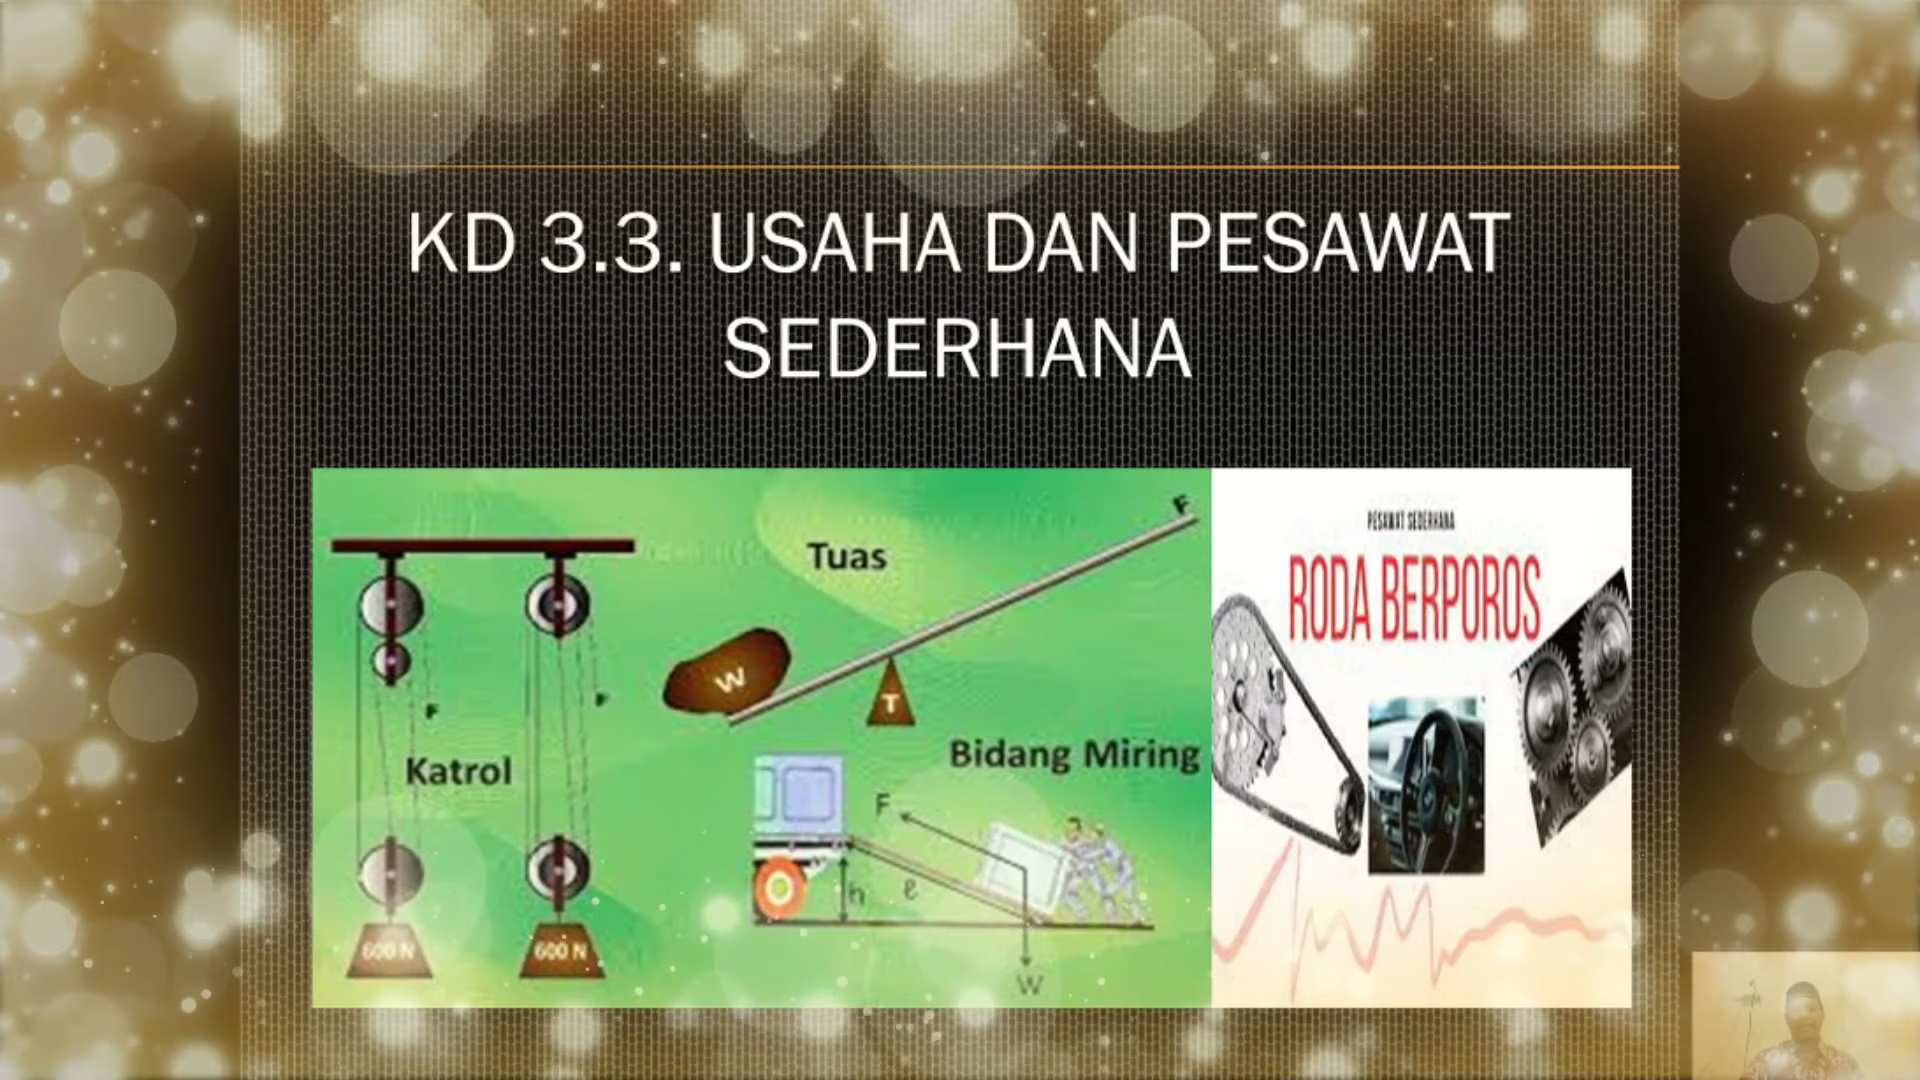 KD 3.3. USAHA DAN PESAWAT
SEDERHANA
F
Tuas
W
T
F
F
Katrol
Bidang Miring
F
h
ℓ
W
600 N
600 N
PESAWAT SEDERHANA
RODA BERPOROS